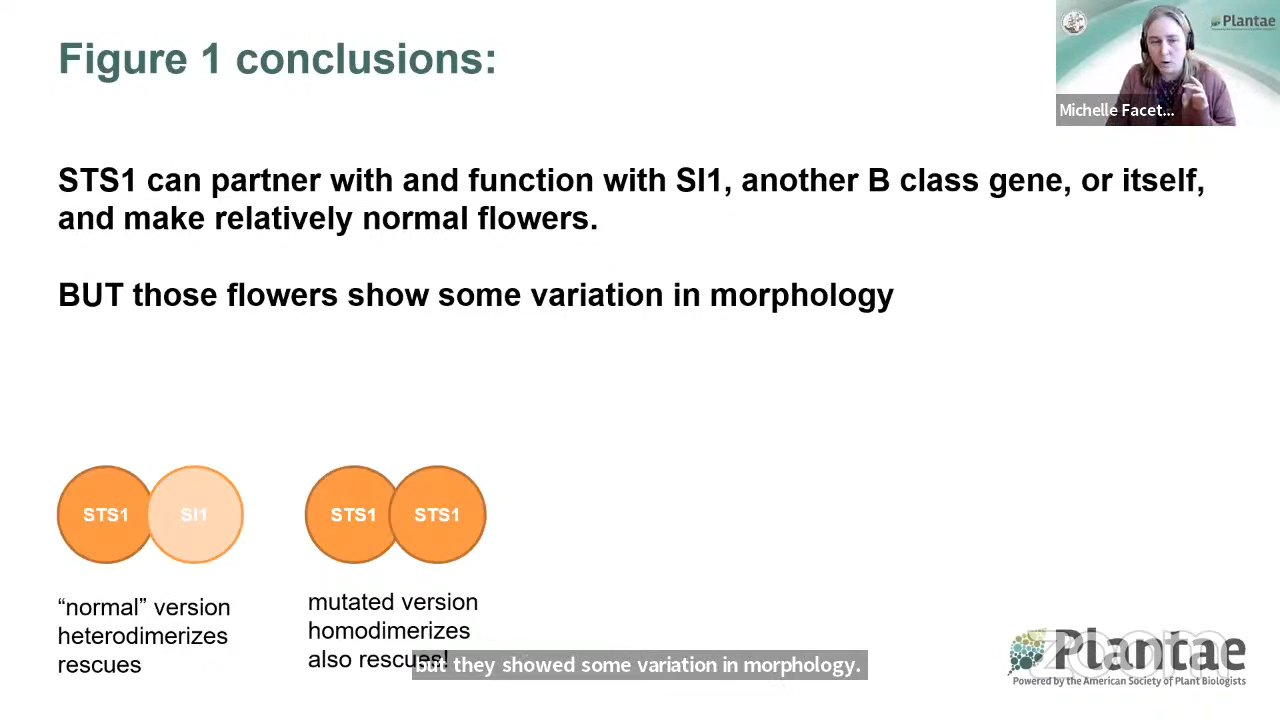 Figure 1 conclusions:
Plantae
Michelle Facet...
STS1 can partner with and function with SI1, another B class gene, or itself,
and make relatively normal flowers.
BUT those flowers show some variation in morphology
STS1
SI1
STS1
STS1
“normal” version
heterodimerizes
rescues
mutated version
homodimerizes
also rescues!
but they showed some variation in morphology.
zoom
Plantae
Powered by the American Society of Plant Biologists